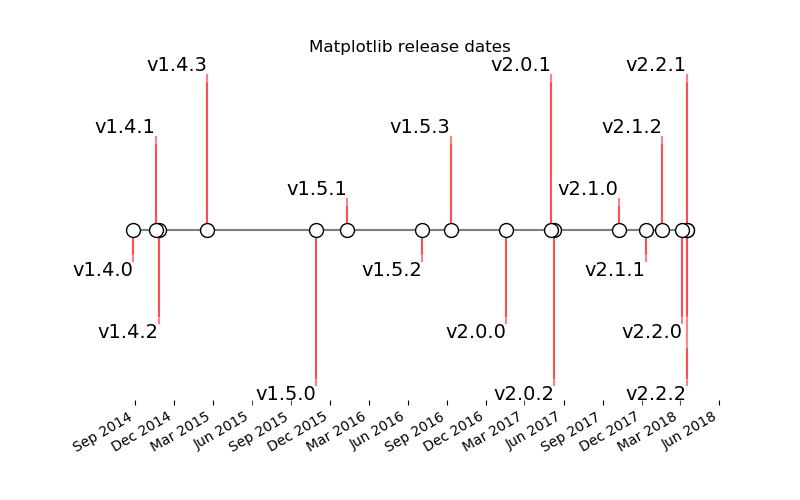 Matplotlib release dates
v1.4.3
v2.0.1
v2.2.1
v1.4.1
v1.5.3
v2.1.2
v1.5.1
v2.1.0
v1.4.0
v1.5.2
v2.1.1
v1.4.2
v2.0.0
v2.2.0
v1.5.0
v2.0.2
v2.2.2
Sep 2014
Dec 2014
Mar 2015
Jun 2015
Sep 2015
Dec 2015
Mar 2016
Jun 2016
Sep 2016
Dec 2016
Mar 2017
Jun 2017
Sep 2017
Dec 2017
Mar 2018
Jun 2018